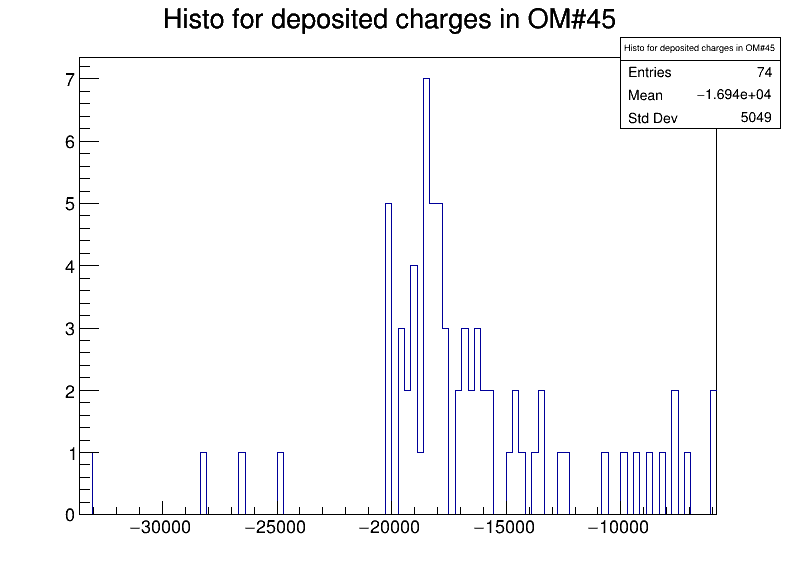 Histo for deposited charges in OM#45
Histo for deposited charges in OM#45
Entries 74
Mean −1.694e+04
Std Dev 5049
7
6
5
4
3
2
1
0
−30000 −25000 −20000 −15000 −10000